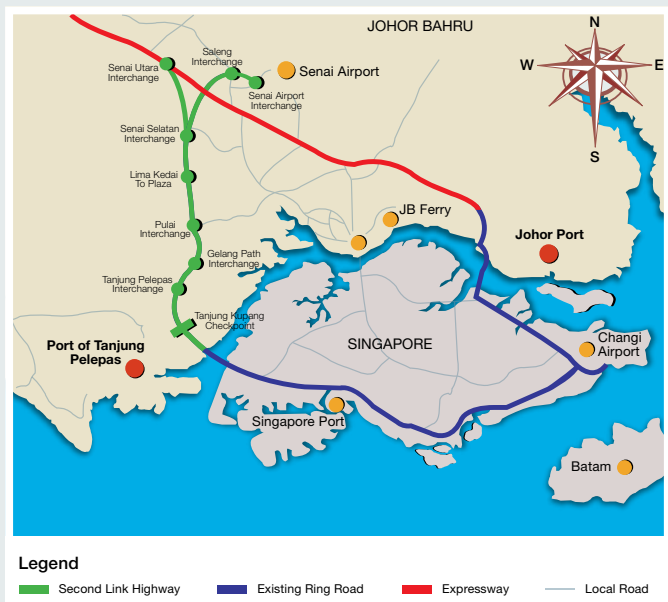 JOHOR BAHRU
N
W
E
S
Saleng
Interchange
Senai Utara
Interchange
Senai Airport
Senai Airport
Interchange
Senai Selatan
Interchange
Lima Kedai
To Plaza
JB Ferry
Pulai
Interchange
Johor Port
Gelang Path
Interchange
Tanjung Pelepas
Interchange
Tanjung Kupang
Checkpoint
Port of Tanjung
Pelepas
SINGAPORE
Changi
Airport
Singapore Port
Batam
Legend
Second Link Highway
Existing Ring Road
Expressway
Local Road